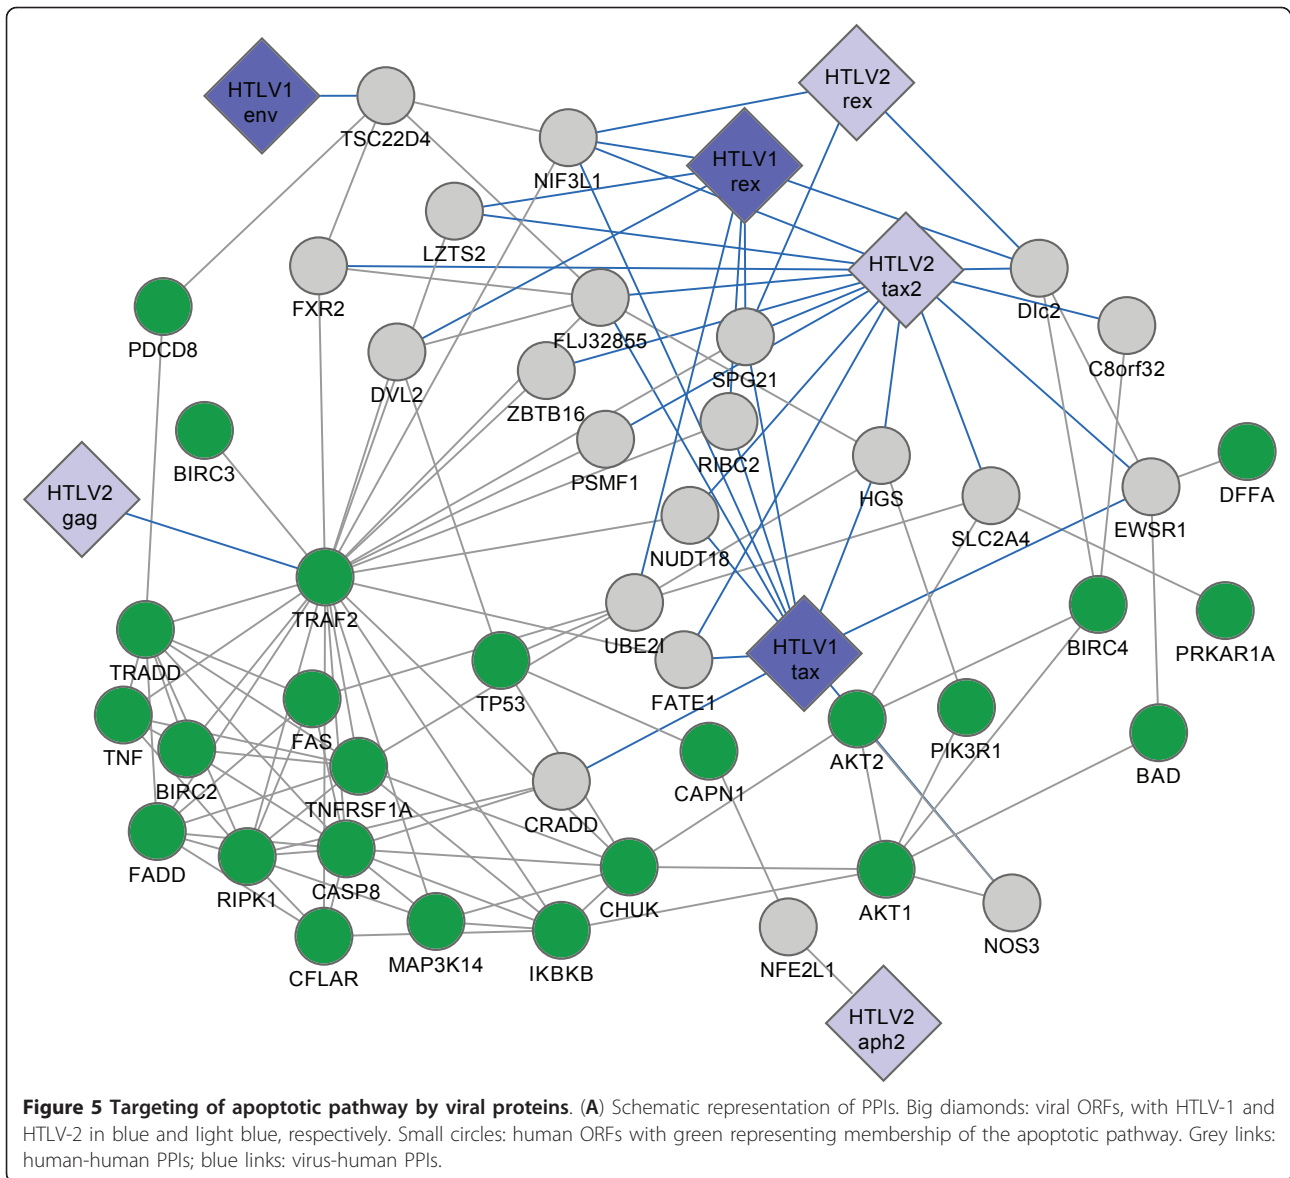 HTLV1
env
TSC22D4
HTLV2
rex
NIF3L1
HTLV1
rex
LZTS2
HTLV2
tax2
FXR2
Dlc2
PDCD8
FLJ32855
C8orf32
DVL2
SPG21
ZBTB16
BIRC3
PSMF1
RIBC2
HGS
DFFA
HTLV2
gag
SLC2A4
EWSR1
NUDT18
TRAF2
UBE2I
HTLV1
tax
BIRC4
PRKAR1A
TRADD
TP53
FATE1
TNF
FAS
BIRC2
TNFRSF1A
CAPN1
AKT2
PIK3R1
BAD
CRADD
FADD
RIPK1
CASP8
CHUK
AKT1
NOS3
CFLAR
MAP3K14
IKBKB
NFE2L1
HTLV2
aph2
Figure 5 Targeting of apoptotic pathway by viral proteins. (A) Schematic representation of PPIs. Big diamonds: viral ORFs, with HTLV-1 and
HTLV-2 in blue and light blue, respectively. Small circles: human ORFs with green representing membership of the apoptotic pathway. Grey links:
human-human PPIs; blue links: virus-human PPIs.